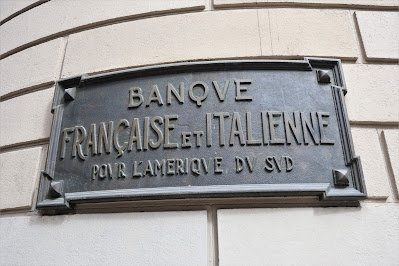 BANQVE
FRANÇAISE ET ITALIENNE
POVR L'AMERIQVE DV SVD